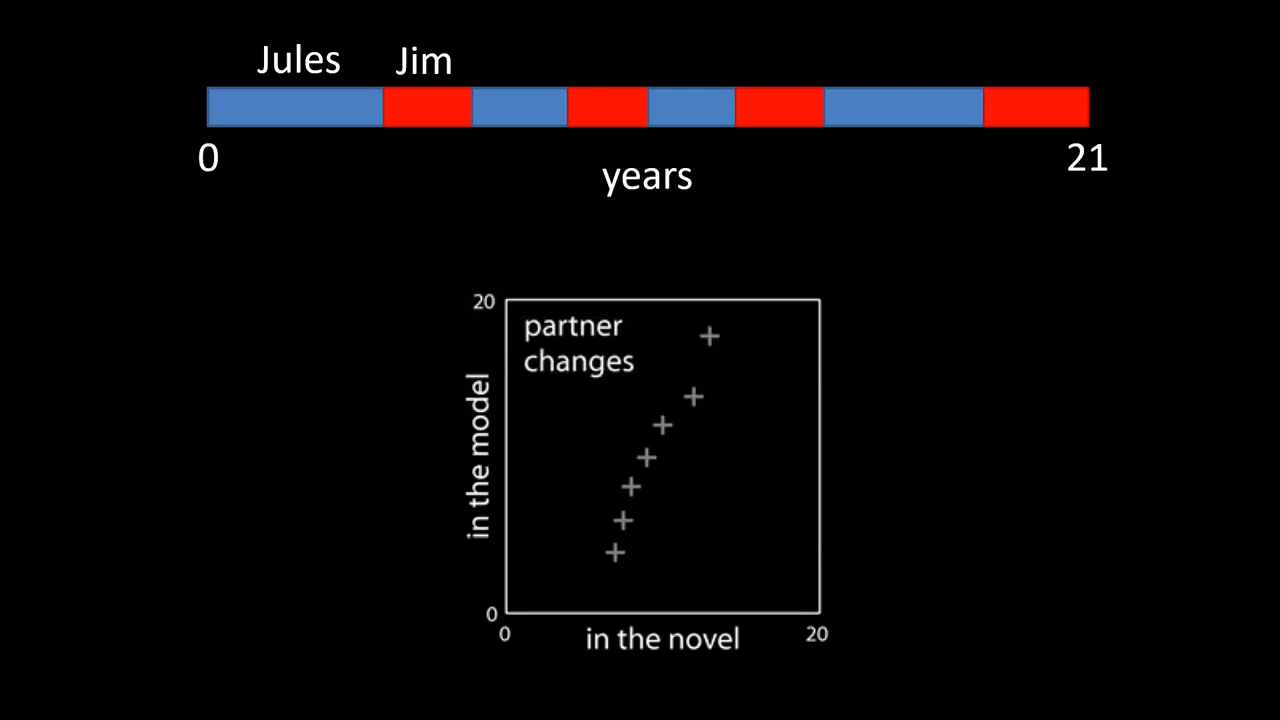 Jules Jim
0 21
years
20
partner
changes
in the model
0
0 20
in the novel